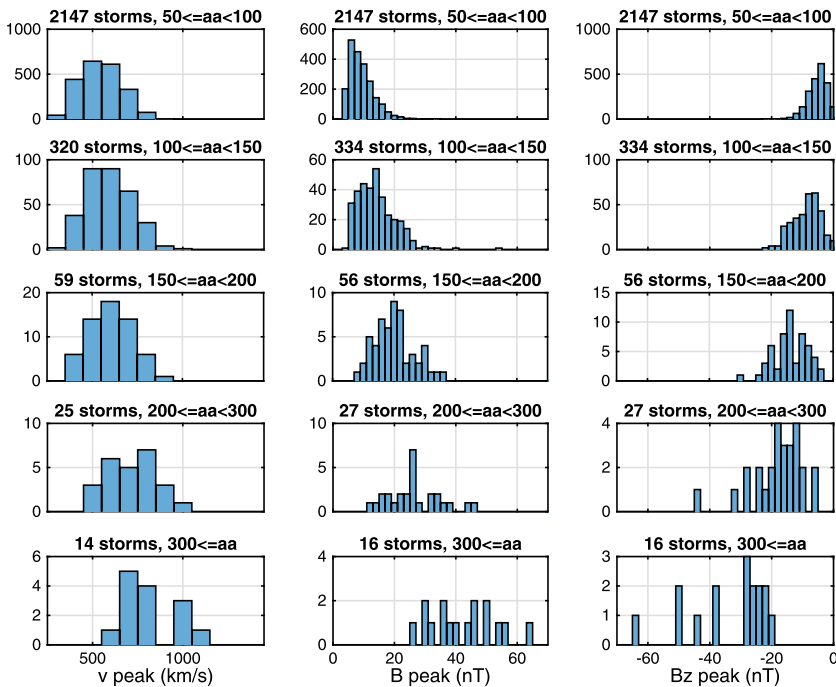 2147 storms, 50<=aa<100
2147 storms, 50<=aa<100
2147 storms, 50<=aa<100
1000
500
0
600
400
200
0
1000
500
0
320 storms, 100<=aa<150
334 storms, 100<=aa<150
334 storms, 100<=aa<150
100
50
0
60
40
20
0
100
50
0
59 storms, 150<=aa<200
56 storms, 150<=aa<200
56 storms, 150<=aa<200
20
10
0
10
5
0
15
10
5
0
25 storms, 200<=aa<300
27 storms, 200<=aa<300
27 storms, 200<=aa<300
10
5
0
10
5
0
4
2
0
14 storms, 300<=aa
16 storms, 300<=aa
16 storms, 300<=aa
6
4
2
0
4
2
0
3
2
1
0
500 1000
0 20 40 60
-60 -40 -20 0
v peak (km/s)
B peak (nT)
Bz peak (nT)